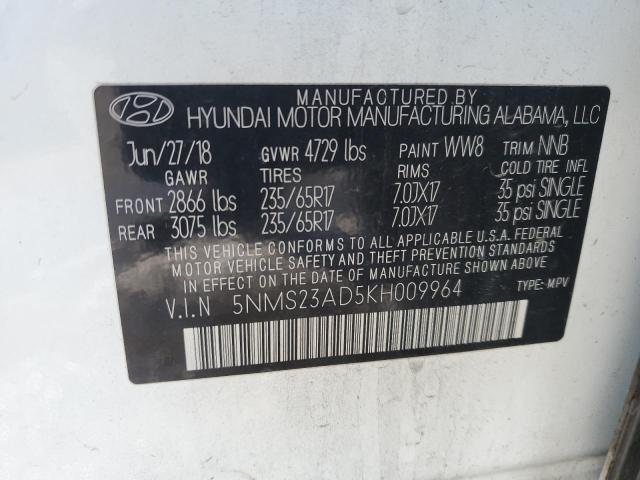 MANUFACTURED BY
HYUNDAI MOTOR MANUFACTURING ALABAMA, LLC
Jun/27/18 GVWR 4729 lbs PAINT WW8 TRIM NNB
GAWR TIRES RIMS COLD TIRE INFL
FRONT 2866 lbs 235/65R17 7.0JX17 35 psi SINGLE
REAR 3075 lbs 235/65R17 7.0JX17 35 psi SINGLE
THIS VEHICLE CONFORMS TO ALL APPLICABLE U.S.A. FEDERAL
MOTOR VEHICLE SAFETY AND THEFT PREVENTION STANDARDS
IN EFFECT ON THE DATE OF MANUFACTURE SHOWN ABOVE.
V.I.N 5NMS23AD5KH009964 TYPE: MPV